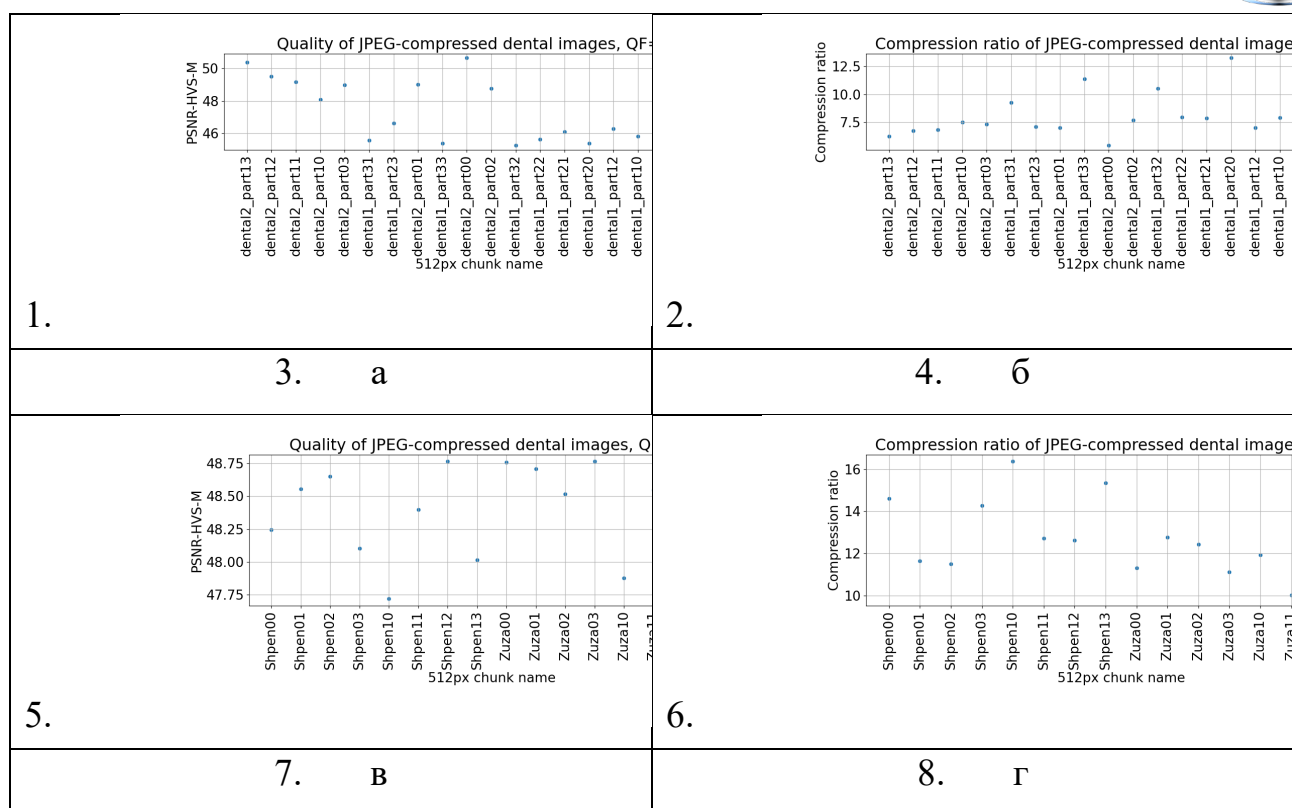 Quality of JPEG-compressed dental images, QF=
PSNR-HVS-M
50
48
46
dental2_part13
dental2_part12
dental2_part11
dental2_part10
dental2_part03
dental1_part31
dental1_part23
dental2_part01
dental1_part33
dental2_part00
dental2_part02
dental1_part32
dental1_part22
dental1_part21
dental1_part20
dental1_part12
dental1_part10
512px chunk name
1.
Compression ratio of JPEG-compressed dental image
Compression ratio
12.5
10.0
7.5
dental2_part13
dental2_part12
dental2_part11
dental2_part10
dental2_part03
dental1_part31
dental1_part23
dental2_part01
dental1_part33
dental2_part00
dental2_part02
dental1_part32
dental1_part22
dental1_part21
dental1_part20
dental1_part12
dental1_part10
512px chunk name
2.
3. а
4. б
Quality of JPEG-compressed dental images, Q
PSNR-HVS-M
48.75
48.50
48.25
48.00
47.75
Shpen00
Shpen01
Shpen02
Shpen03
Shpen10
Shpen11
Shpen12
Shpen13
Zuza00
Zuza01
Zuza02
Zuza03
Zuza10
512px chunk name
5.
Compression ratio of JPEG-compressed dental image
Compression ratio
16
14
12
10
Shpen00
Shpen01
Shpen02
Shpen03
Shpen10
Shpen11
Shpen12
Shpen13
Zuza00
Zuza01
Zuza02
Zuza03
Zuza10
Zuza11
512px chunk name
6.
7. в
8. г